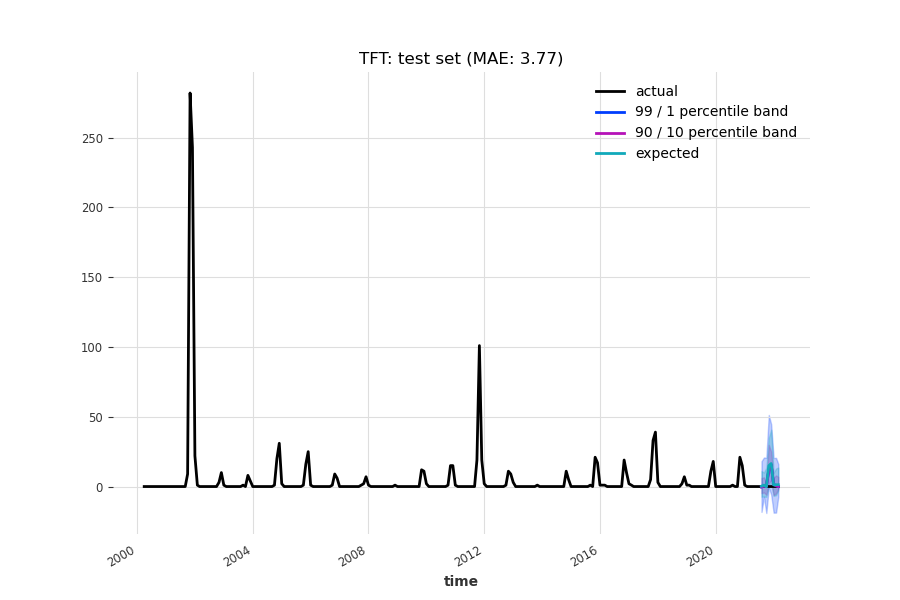 TFT: test set (MAE: 3.77)
actual
99 / 1 percentile band
90 / 10 percentile band
expected
250
200
150
100
50
0
2000
2004
2008
2012
2016
2020
time